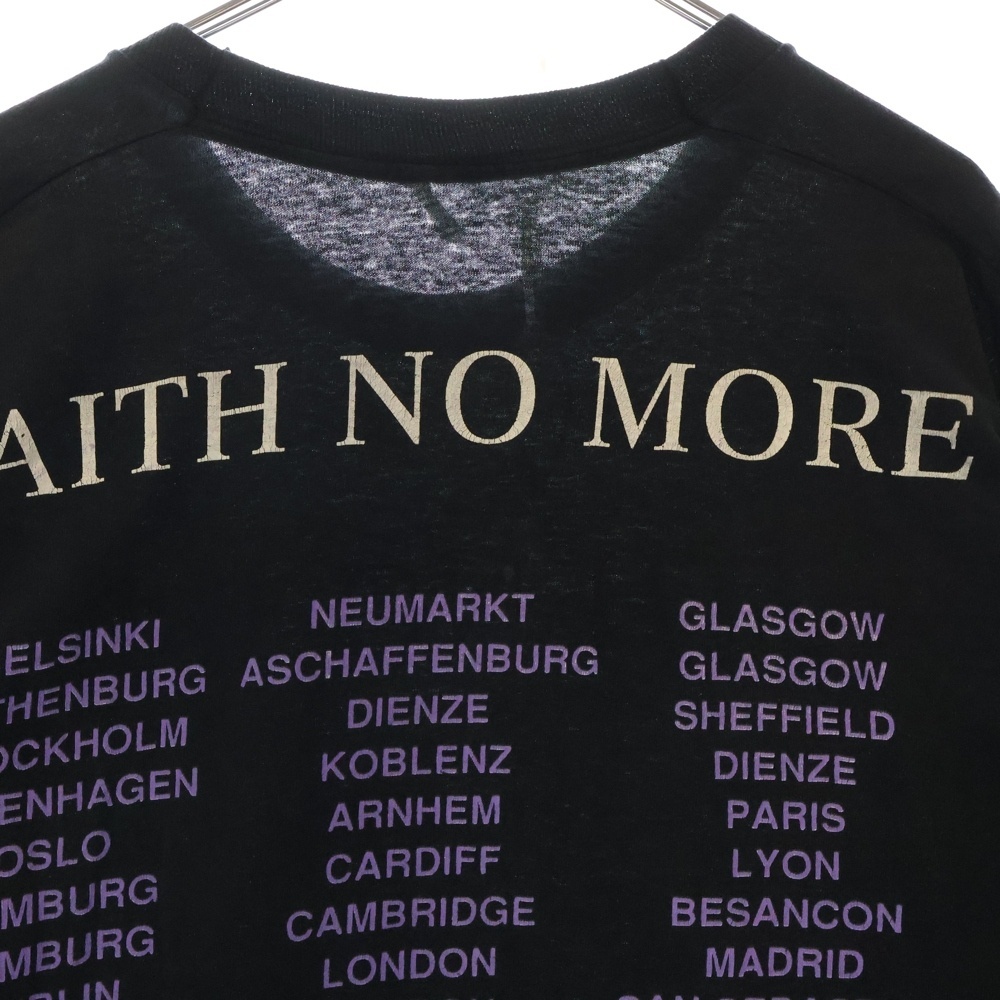 AITH NO MORE
ELSINKI
THENBURG
OCKHOLM
ENHAGEN
OSLO
MBURG
MBURG
NEUMARKT
ASCHAFFENBURG
DIENZE
KOBLENZ
ARNHEM
CARDIFF
CAMBRIDGE
LONDON
GLASGOW
GLASGOW
SHEFFIELD
DIENZE
PARIS
LYON
BESANCON
MADRID